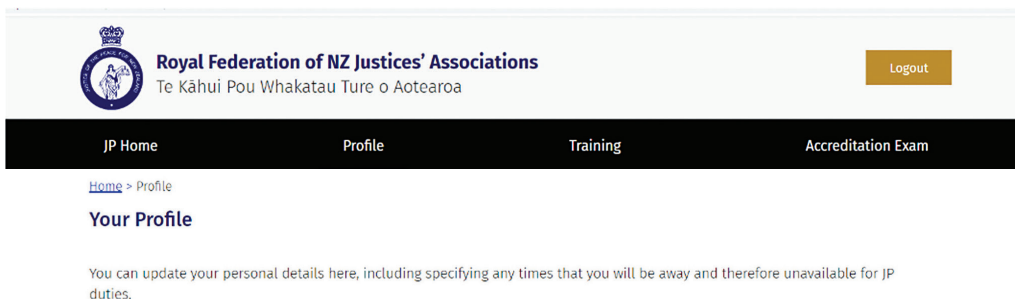 Royal Federation of NZ Justices' Associations
Te Kāhui Pou Whakatau Ture o Aotearoa
Logout
JP Home Profile Training Accreditation Exam
Home > Profile
Your Profile
You can update your personal details here, including specifying any times that you will be away and therefore unavailable for JP
duties.